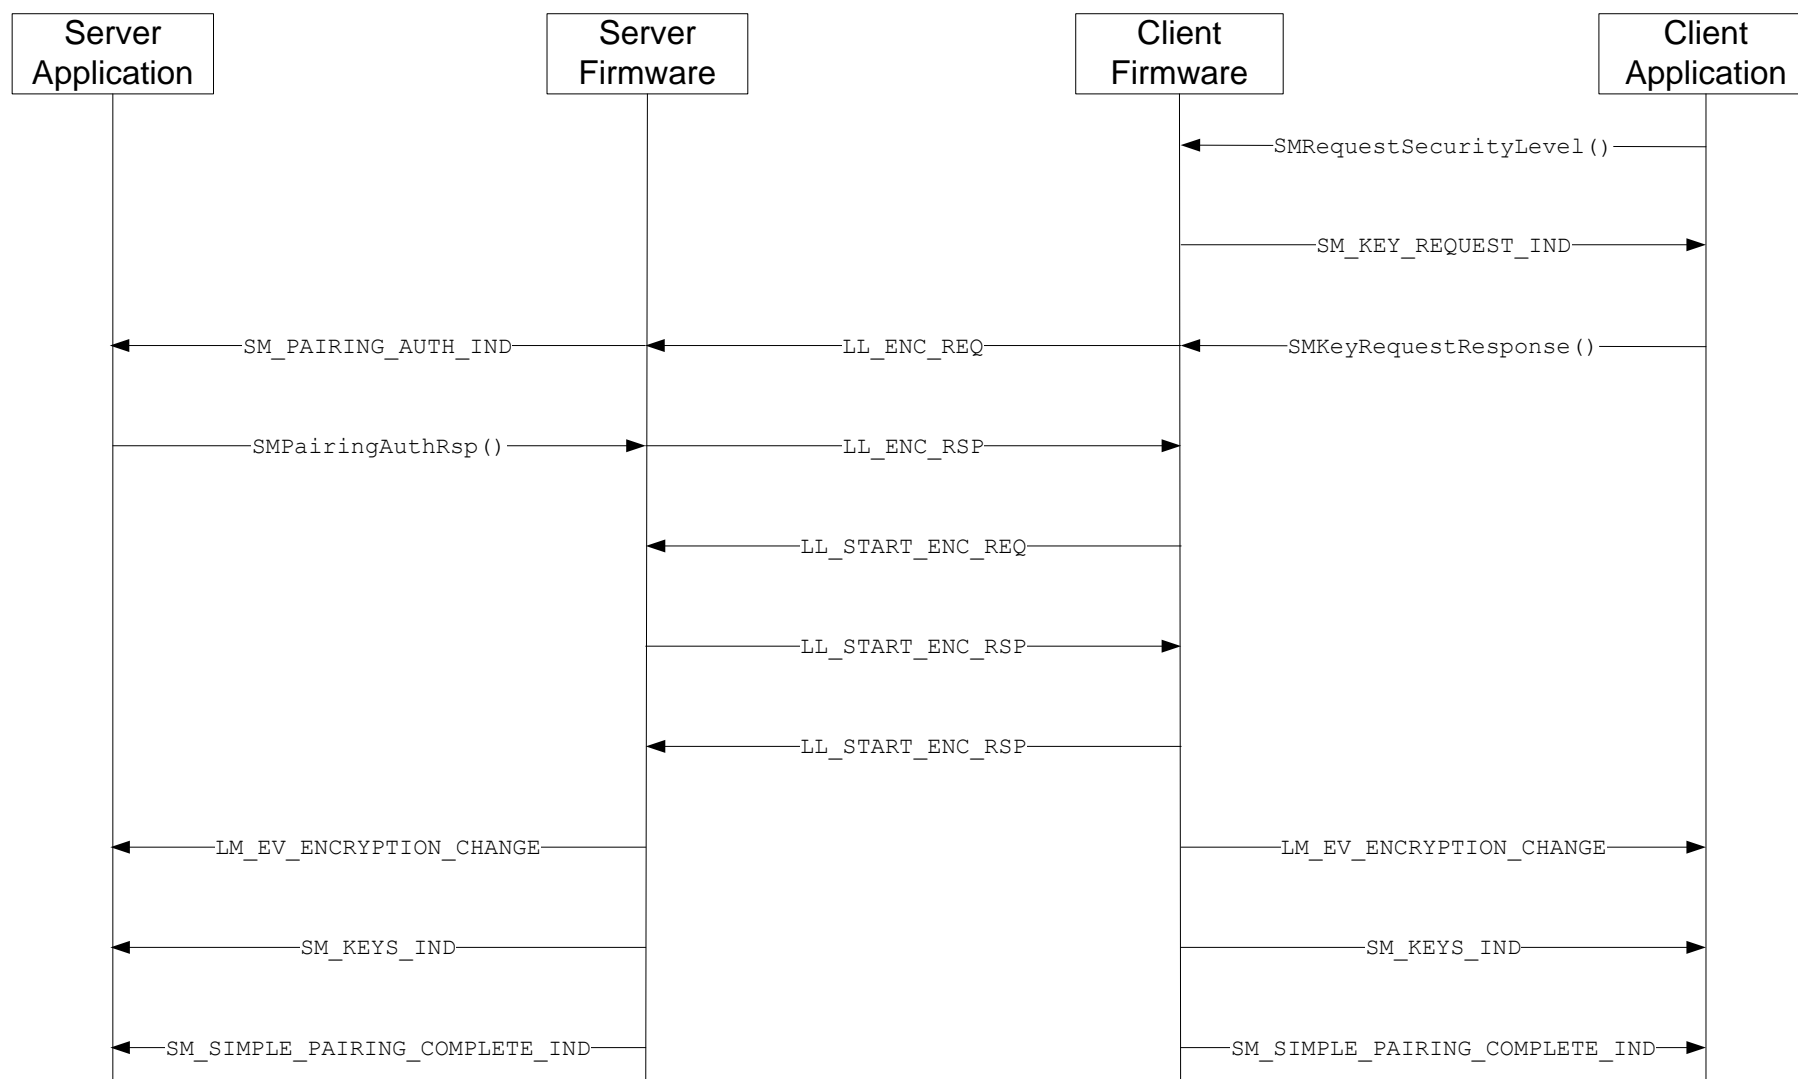 Server
Application
Server
Firmware
Client
Firmware
Client
Application
SMRequestSecurityLevel()
SM_KEY_REQUEST_IND
SM_PAIRING_AUTH_IND
LL_ENC_REQ
SMKeyRequestResponse()
SMPairingAuthRsp()
LL_ENC_RSP
LL_START_ENC_REQ
LL_START_ENC_RSP
LL_START_ENC_RSP
LM_EV_ENCRYPTION_CHANGE
LM_EV_ENCRYPTION_CHANGE
SM_KEYS_IND
SM_KEYS_IND
SM_SIMPLE_PAIRING_COMPLETE_IND
SM_SIMPLE_PAIRING_COMPLETE_IND